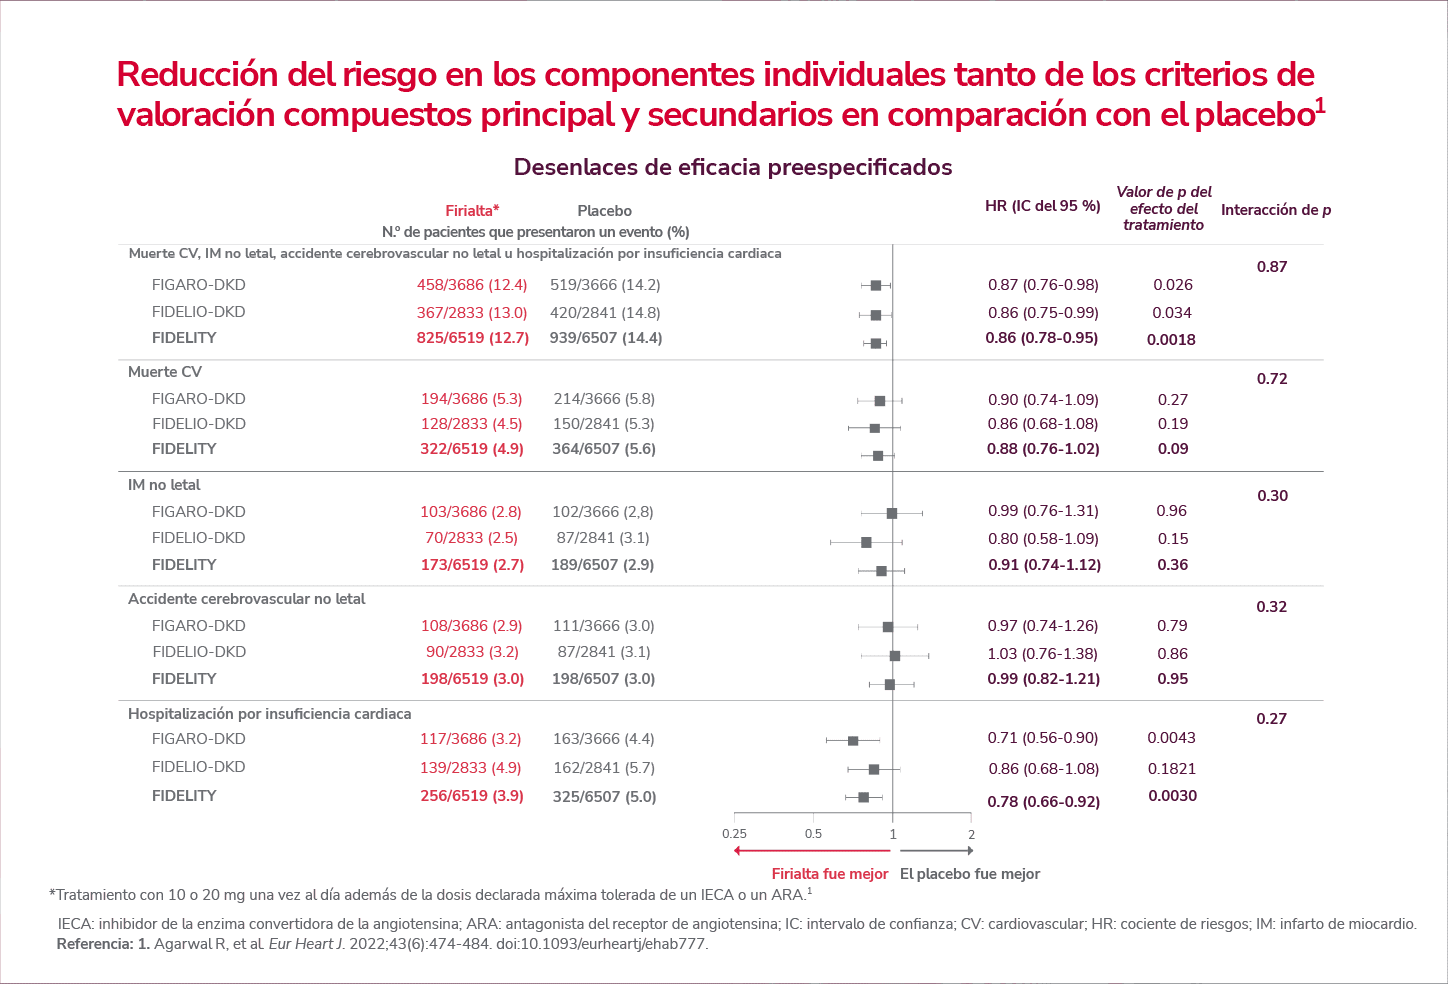 Reducción del riesgo en los componentes individuales tanto de los criterios de
valoración compuestos principal y secundarios en comparación con el placebo1
Desenlaces de eficacia preespecificados
Firialta* Placebo
N.º de pacientes que presentaron un evento (%)
HR (IC del 95 %)
Valor de p del
efecto del
tratamiento
Interacción de p
Muerte CV, IM no letal, accidente cerebrovascular no letal u hospitalización por insuficiencia cardiaca
0.87
FIGARO-DKD 458/3686 (12.4) 519/3666 (14.2) 0.87 (0.76-0.98) 0.026
FIDELIO-DKD 367/2833 (13.0) 420/2841 (14.8) 0.86 (0.75-0.99) 0.034
FIDELITY 825/6519 (12.7) 939/6507 (14.4) 0.86 (0.78-0.95) 0.0018
Muerte CV 0.72
FIGARO-DKD 194/3686 (5.3) 214/3666 (5.8) 0.90 (0.74-1.09) 0.27
FIDELIO-DKD 128/2833 (4.5) 150/2841 (5.3) 0.86 (0.68-1.08) 0.19
FIDELITY 322/6519 (4.9) 364/6507 (5.6) 0.88 (0.76-1.02) 0.09
IM no letal 0.30
FIGARO-DKD 103/3686 (2.8) 102/3666 (2,8) 0.99 (0.76-1.31) 0.96
FIDELIO-DKD 70/2833 (2.5) 87/2841 (3.1) 0.80 (0.58-1.09) 0.15
FIDELITY 173/6519 (2.7) 189/6507 (2.9) 0.91 (0.74-1.12) 0.36
Accidente cerebrovascular no letal 0.32
FIGARO-DKD 108/3686 (2.9) 111/3666 (3.0) 0.97 (0.74-1.26) 0.79
FIDELIO-DKD 90/2833 (3.2) 87/2841 (3.1) 1.03 (0.76-1.38) 0.86
FIDELITY 198/6519 (3.0) 198/6507 (3.0) 0.99 (0.82-1.21) 0.95
Hospitalización por insuficiencia cardiaca 0.27
FIGARO-DKD 117/3686 (3.2) 163/3666 (4.4) 0.71 (0.56-0.90) 0.0043
FIDELIO-DKD 139/2833 (4.9) 162/2841 (5.7) 0.86 (0.68-1.08) 0.1821
FIDELITY 256/6519 (3.9) 325/6507 (5.0) 0.78 (0.66-0.92) 0.0030
0.25 0.5 1 2
Firialta fue mejor El placebo fue mejor
*Tratamiento con 10 o 20 mg una vez al día además de la dosis declarada máxima tolerada de un IECA o un ARA.1
IECA: inhibidor de la enzima convertidora de la angiotensina; ARA: antagonista del receptor de angiotensina; IC: intervalo de confianza; CV: cardiovascular; HR: cociente de riesgos; IM: infarto de miocardio.
Referencia: 1. Agarwal R, et al. Eur Heart J. 2022;43(6):474-484. doi:10.1093/eurheartj/ehab777.